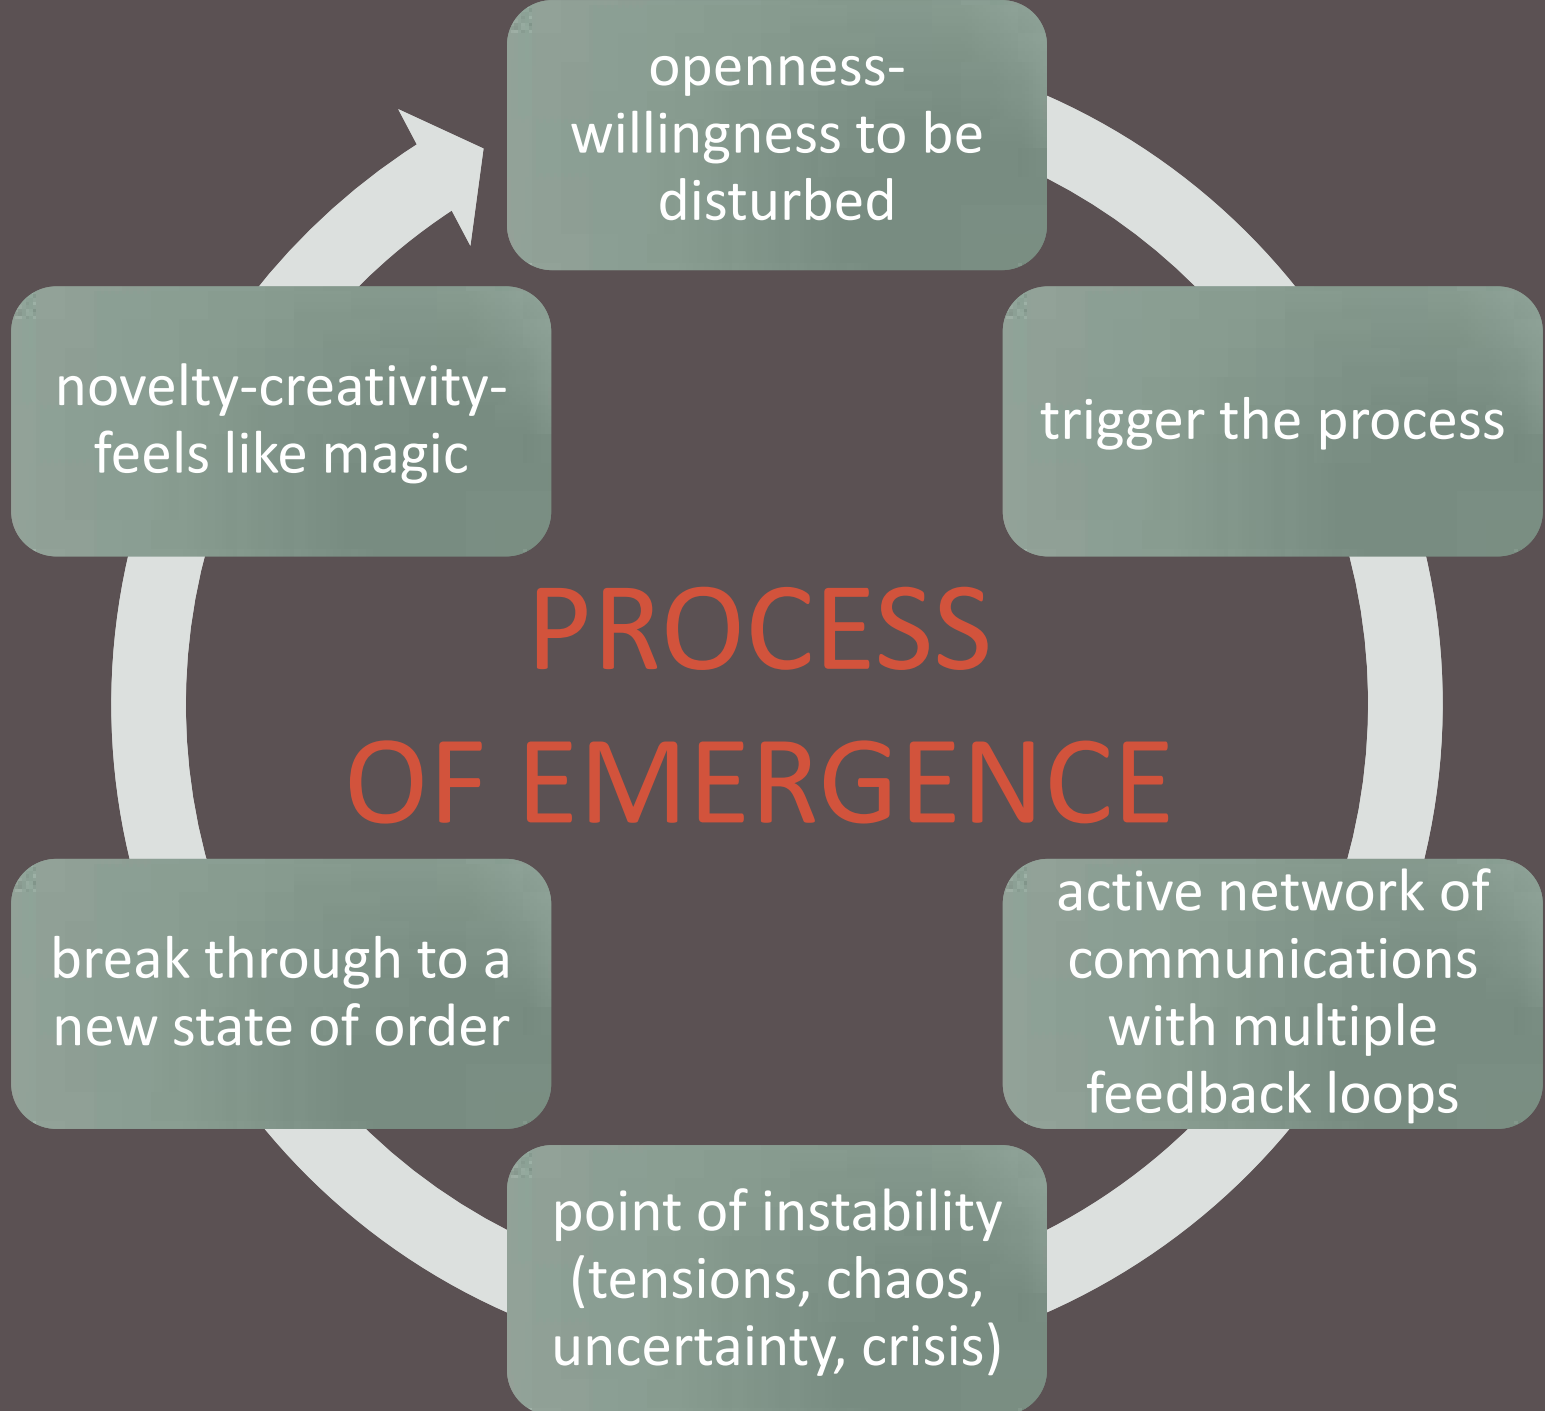 openness-
willingness to be
disturbed
trigger the process
active network of
communications
with multiple
feedback loops
point of instability
(tensions, chaos,
uncertainty, crisis)
break through to a
new state of order
novelty-creativity-
feels like magic
PROCESS
OF EMERGENCE